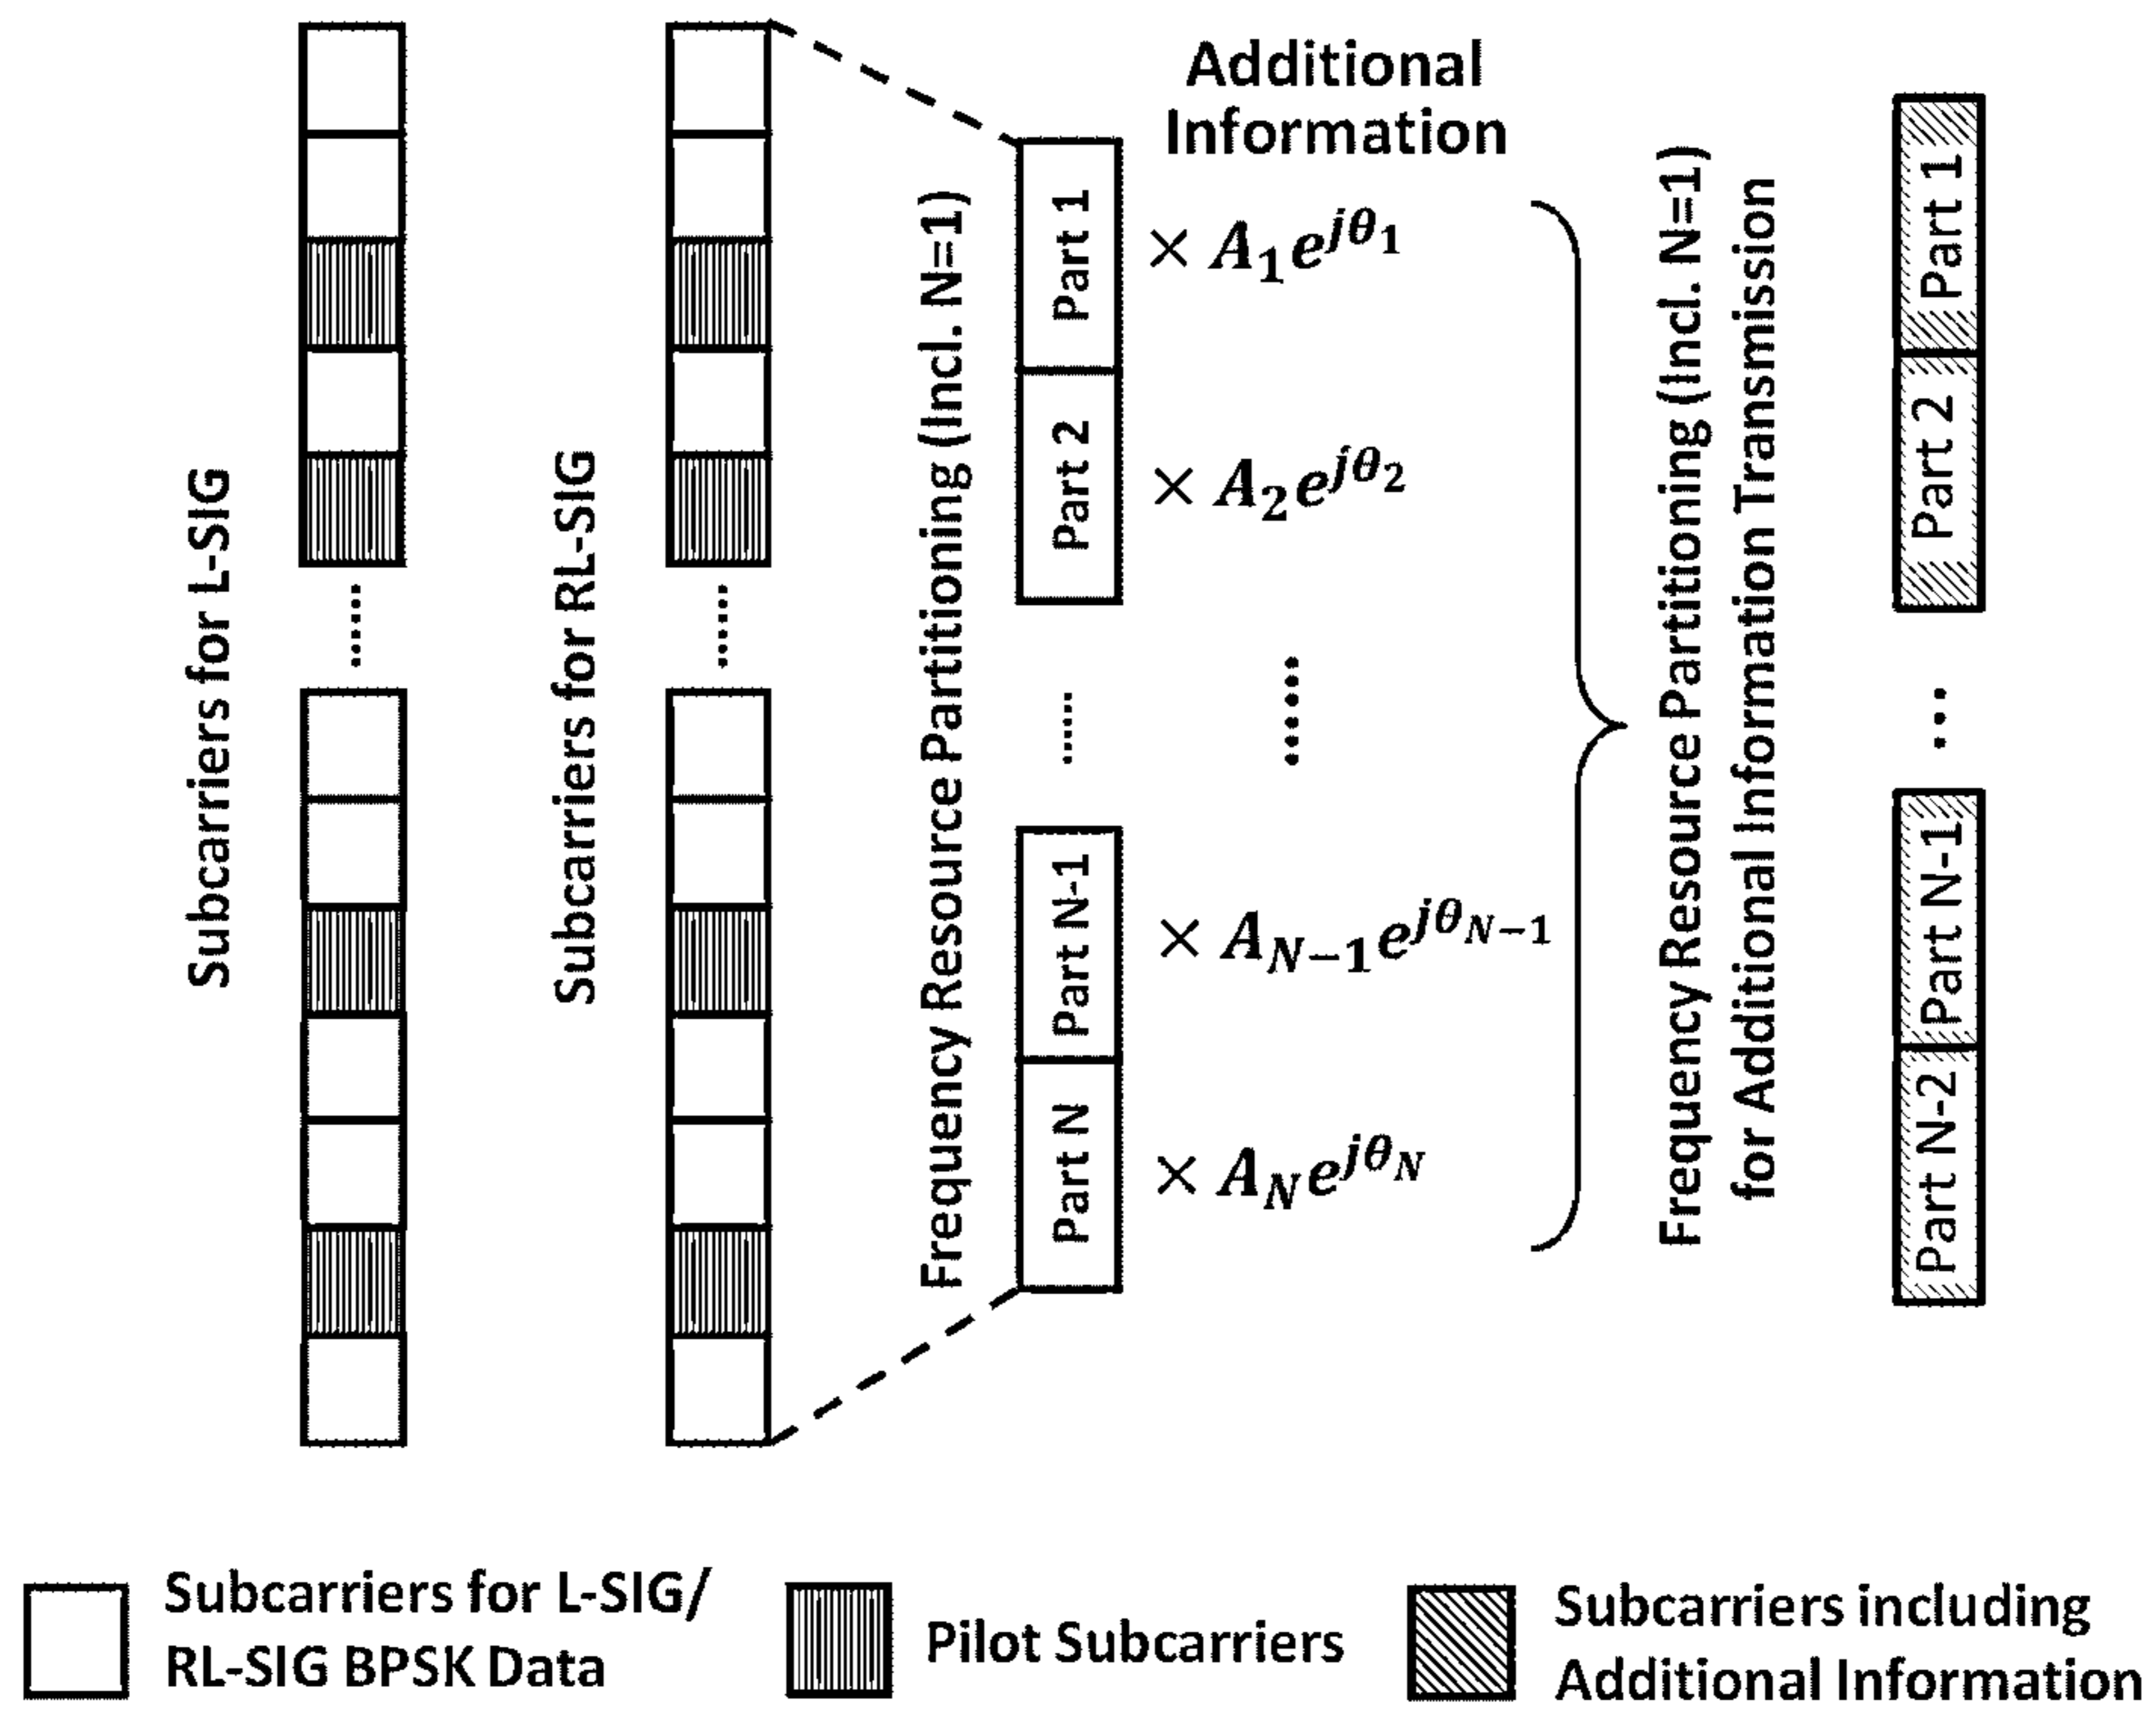 Subcarriers for L-SIG
......
Subcarriers for RL-SIG
......
Frequency Resource Partitioning (Incl. N=1)
Part 1
Part 2
......
Part N-1
Part N
Additional
Information
× A₁e^{jθ₁}
× A₂e^{jθ₂}
......
× A_{N−1}e^{jθ_{N−1}}
× A_N e^{jθ_N}
Frequency Resource Partitioning (Incl. N=1)
for Additional Information Transmission
Part 1
Part 2
...
Part N-1
Part N-2
Subcarriers for L-SIG/
RL-SIG BPSK Data
Pilot Subcarriers
Subcarriers including
Additional Information